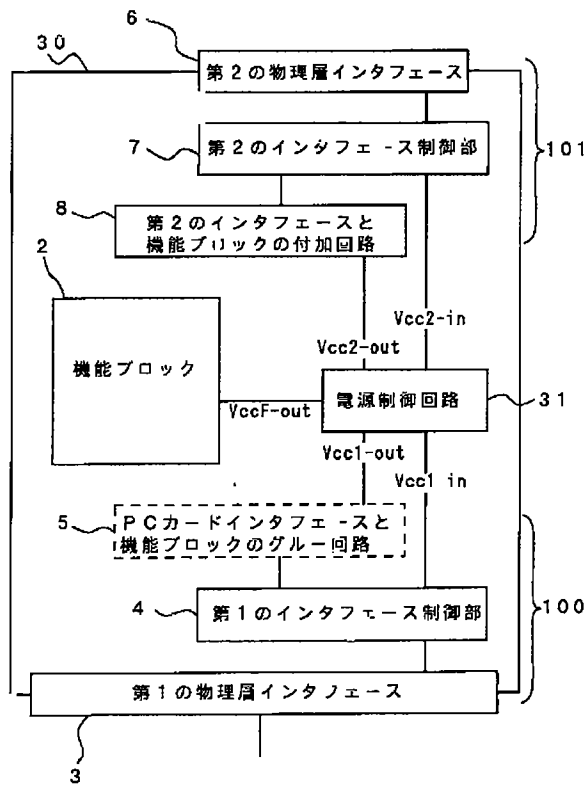 6
30
第2の物理層インタフェース
7
第2のインタフェ-ス制御部
101
8
第2のインタフェースと
機能ブロックの付加回路
2
Vcc2-in
Vcc2-out
機能ブロック
電源制御回路
31
VccF-out
Vcc1-out
Vcc1 in
5
PCカードインタフェ-スと
機能ブロックのグルー回路
4
第1のインタフェース制御部
100
第1の物理層インタフェース
3